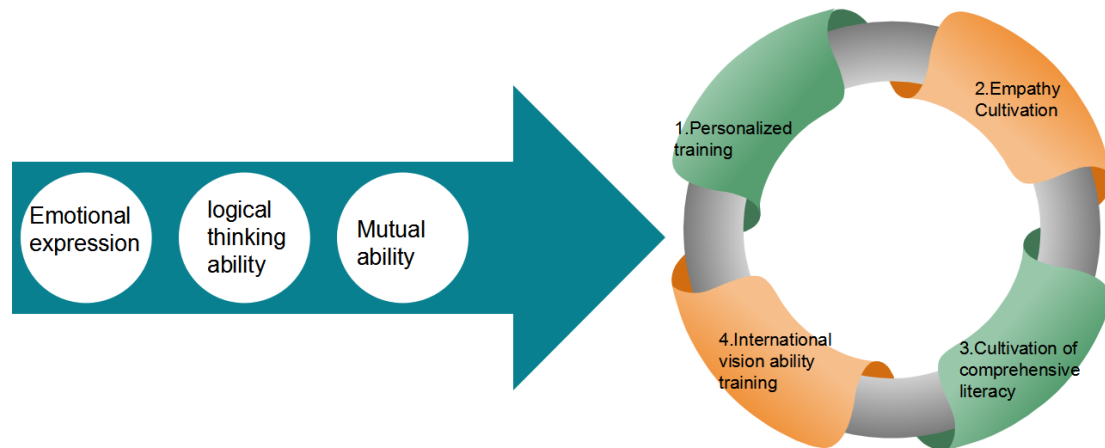 Emotional
expression
logical
thinking
ability
Mutual
ability
1.Personalized
training
2.Empathy
Cultivation
3.Cultivation of
comprehensive
literacy
4.International
vision ability
training